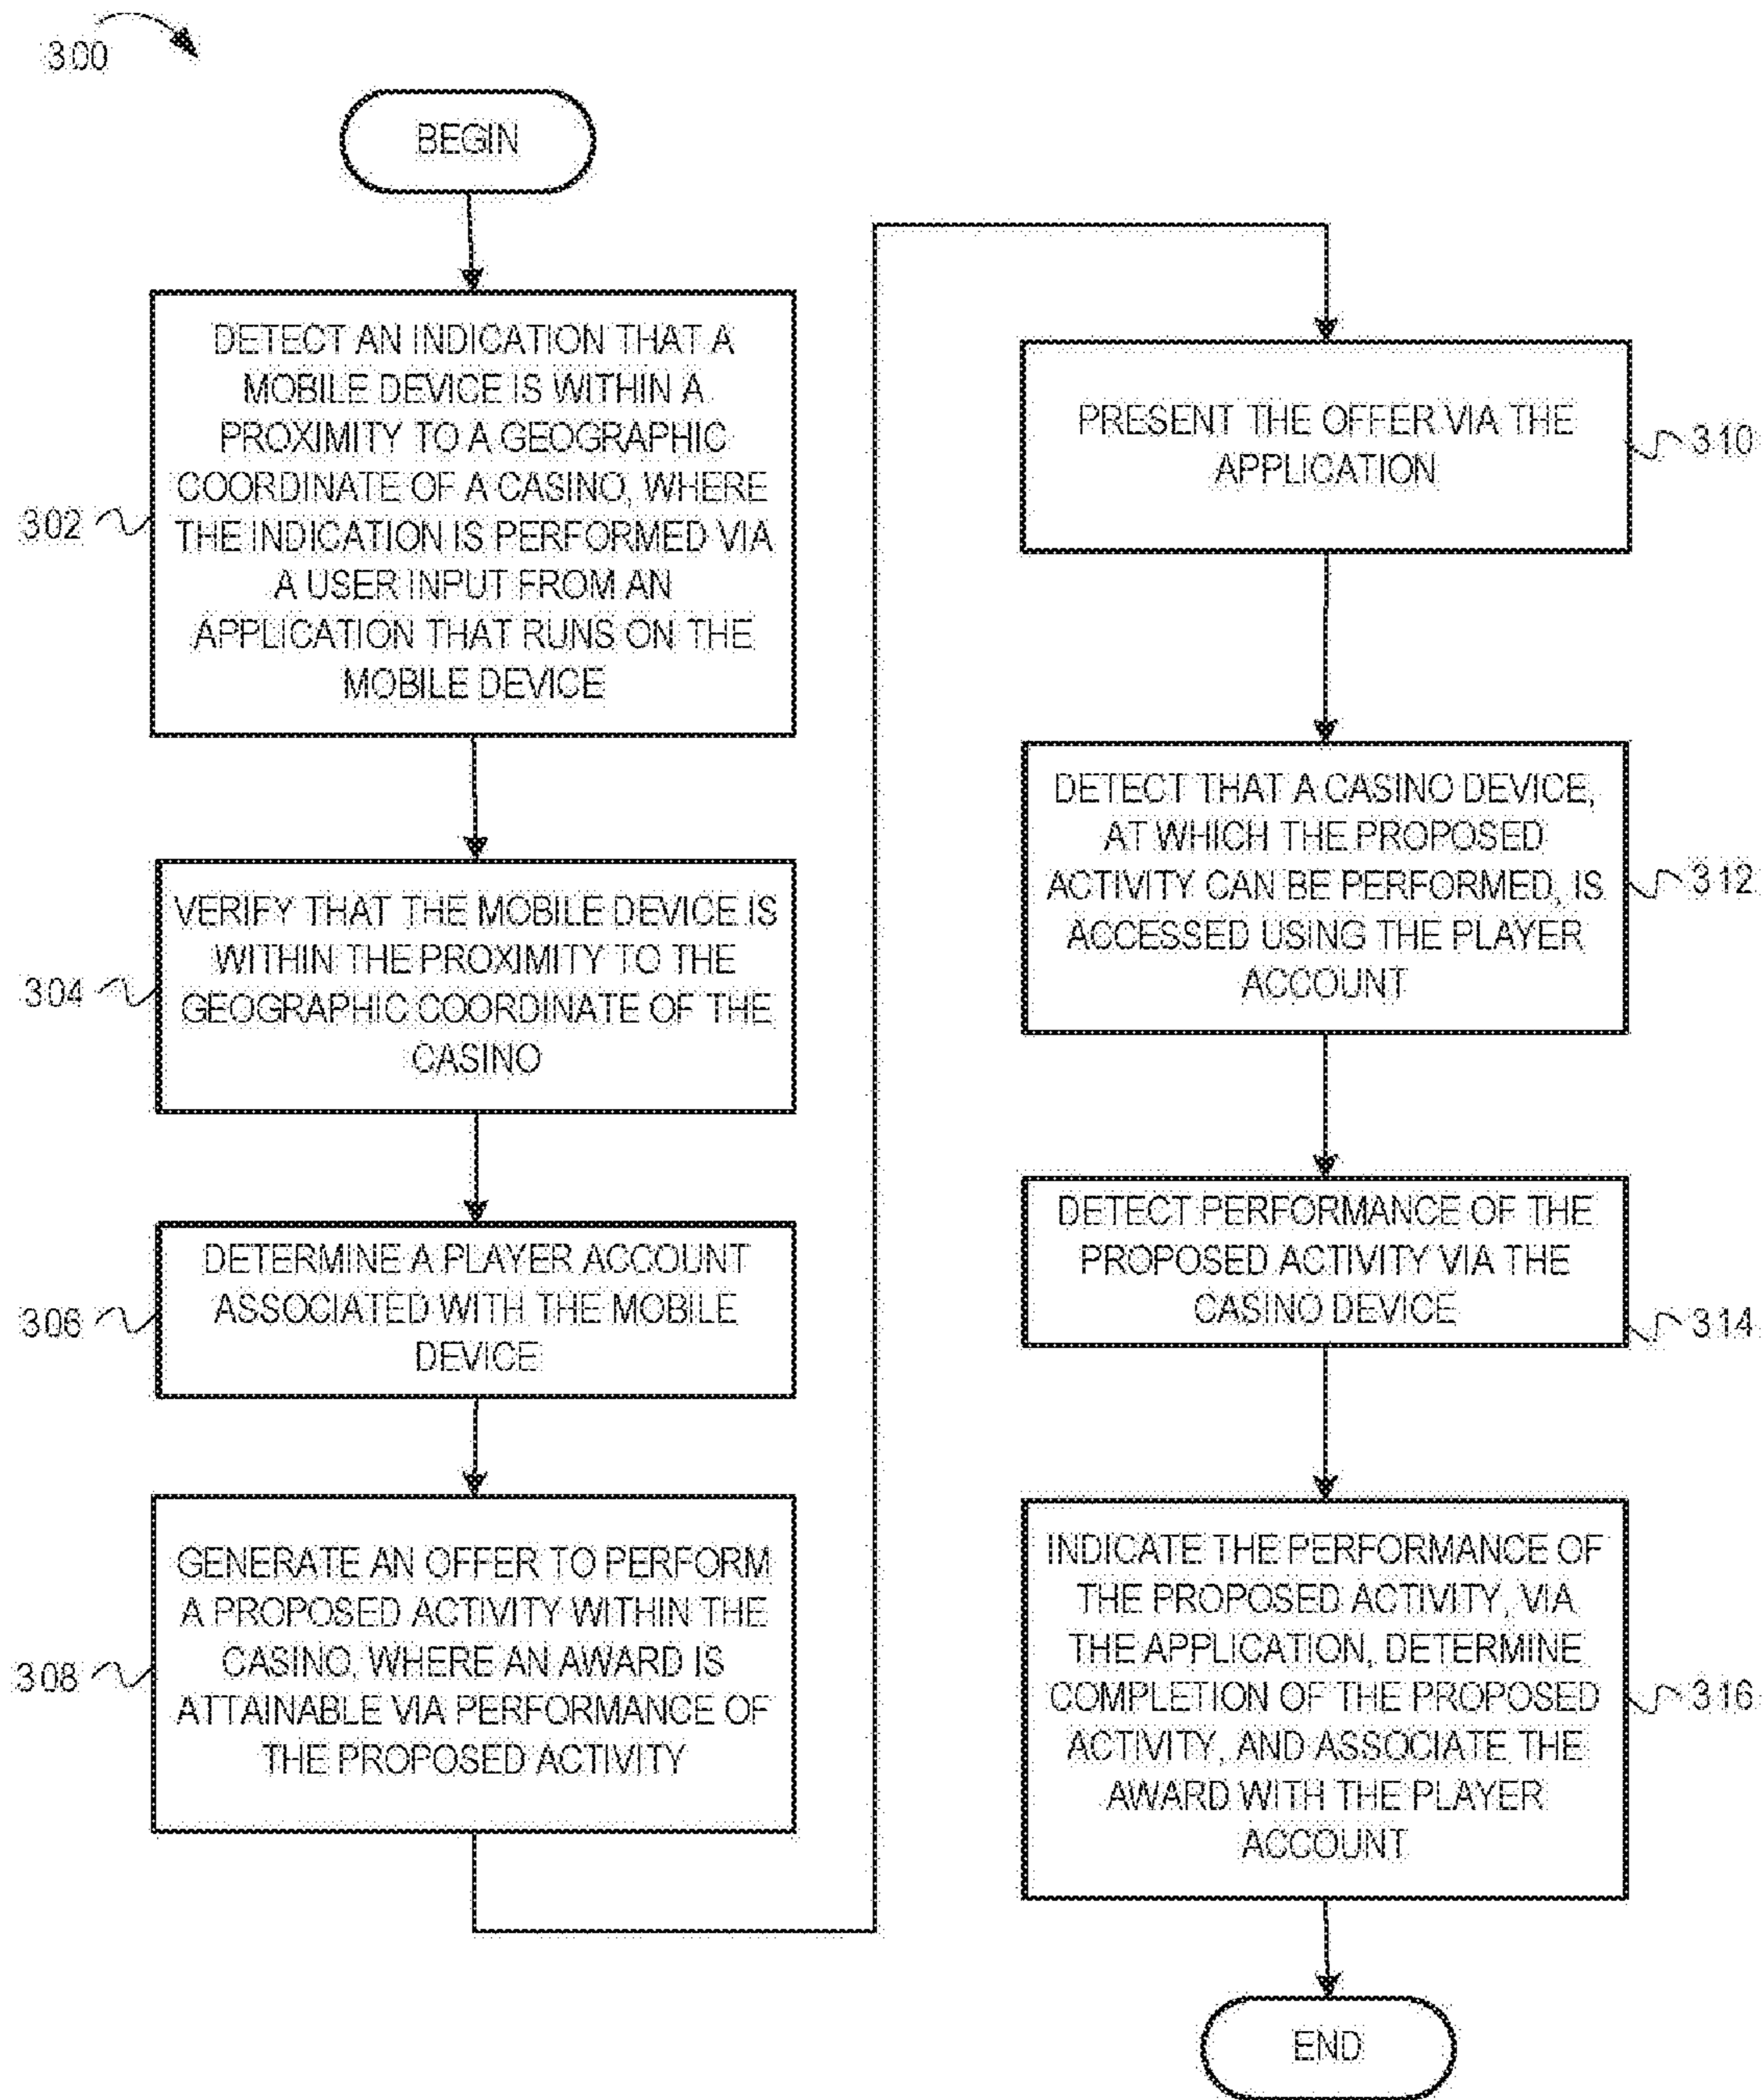 300
BEGIN
DETECT AN INDICATION THAT A
MOBILE DEVICE IS WITHIN A
PROXIMITY TO A GEOGRAPHIC
COORDINATE OF A CASINO, WHERE
THE INDICATION IS PERFORMED VIA
A USER INPUT FROM AN
APPLICATION THAT RUNS ON THE
MOBILE DEVICE
302
VERIFY THAT THE MOBILE DEVICE IS
WITHIN THE PROXIMITY TO THE
GEOGRAPHIC COORDINATE OF THE
CASINO
304
DETERMINE A PLAYER ACCOUNT
ASSOCIATED WITH THE MOBILE
DEVICE
306
GENERATE AN OFFER TO PERFORM
A PROPOSED ACTIVITY WITHIN THE
CASINO, WHERE AN AWARD IS
ATTAINABLE VIA PERFORMANCE OF
THE PROPOSED ACTIVITY
308
PRESENT THE OFFER VIA THE
APPLICATION
310
DETECT THAT A CASINO DEVICE,
AT WHICH THE PROPOSED
ACTIVITY CAN BE PERFORMED, IS
ACCESSED USING THE PLAYER
ACCOUNT
312
DETECT PERFORMANCE OF THE
PROPOSED ACTIVITY VIA THE
CASINO DEVICE
314
INDICATE THE PERFORMANCE OF
THE PROPOSED ACTIVITY, VIA
THE APPLICATION, DETERMINE
COMPLETION OF THE PROPOSED
ACTIVITY, AND ASSOCIATE THE
AWARD WITH THE PLAYER
ACCOUNT
316
END